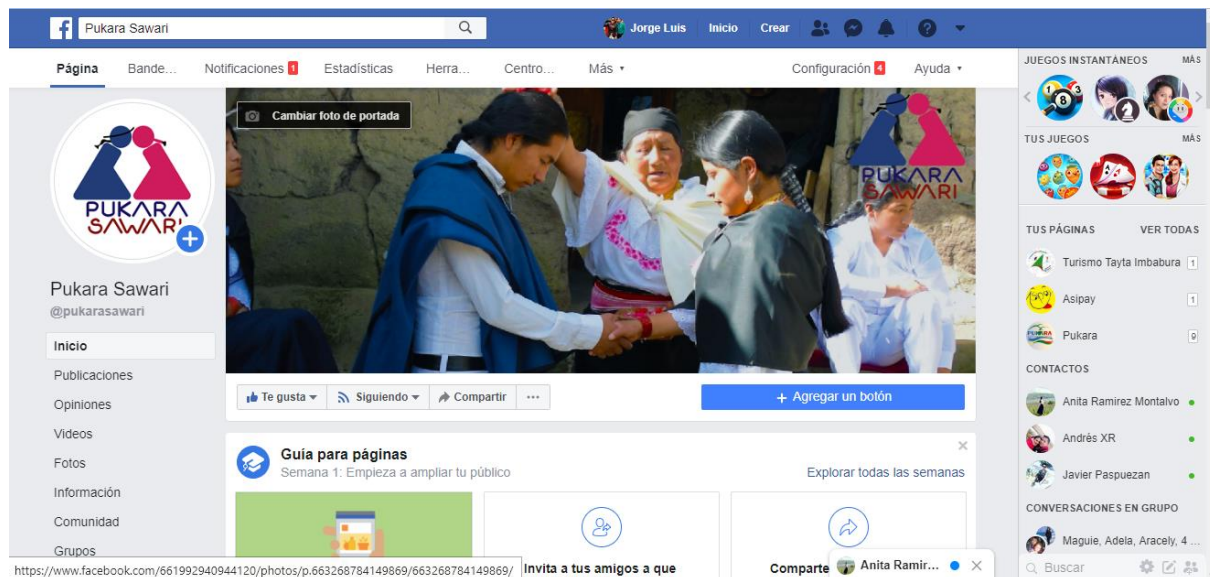 Pukara Sawari
Jorge Luis Inicio Crear
Página Bande... Notificaciones 1 Estadísticas Herra... Centro... Más Configuración 4 Ayuda
Cambiar foto de portada
PUKARA
SAWARI
PUKARA
SAWARI
Pukara Sawari
@pukarasawari
Inicio
Publicaciones
Opiniones
Videos
Fotos
Información
Comunidad
Grupos
Te gusta Siguiendo Compartir ...
+ Agregar un botón
Guía para páginas
Semana 1: Empieza a ampliar tu público
Explorar todas las semanas
Invita a tus amigos a que
Comparte
Anita Ramir...
https://www.facebook.com/661992940944120/photos/p.663268784149869/663268784149869/
JUEGOS INSTANTÁNEOS MÁS
TUS JUEGOS MÁS
TUS PÁGINAS VER TODAS
Turismo Tayta Imbabura 1
Asipay 1
Pukara 9
CONTACTOS
Anita Ramirez Montalvo
Andrés XR
Javier Paspuezan
CONVERSACIONES EN GRUPO
Maguie, Adela, Aracely, 4 ...
Buscar